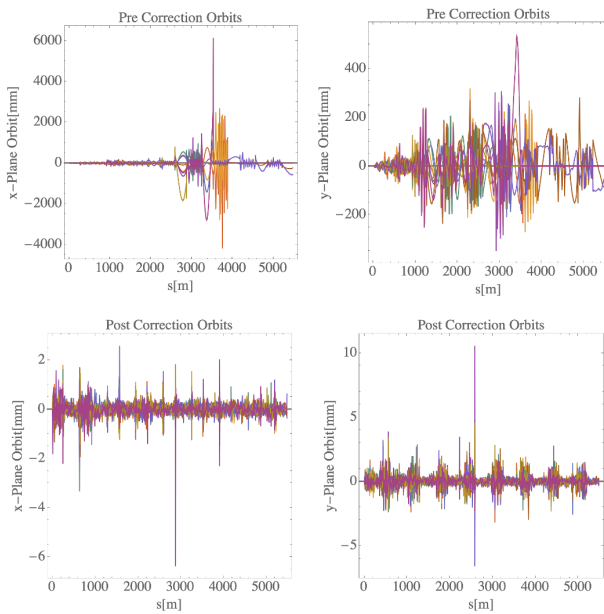 Pre Correction Orbits
x-Plane Orbit[mm]
6000
4000
2000
0
-2000
-4000
0 1000 2000 3000 4000 5000
s[m]
Pre Correction Orbits
y-Plane Orbit[mm]
400
200
0
-200
0 1000 2000 3000 4000 5000
s[m]
Post Correction Orbits
x-Plane Orbit[mm]
2
0
-2
-4
-6
0 1000 2000 3000 4000 5000
s[m]
Post Correction Orbits
y-Plane Orbit[mm]
10
5
0
-5
0 1000 2000 3000 4000 5000
s[m]